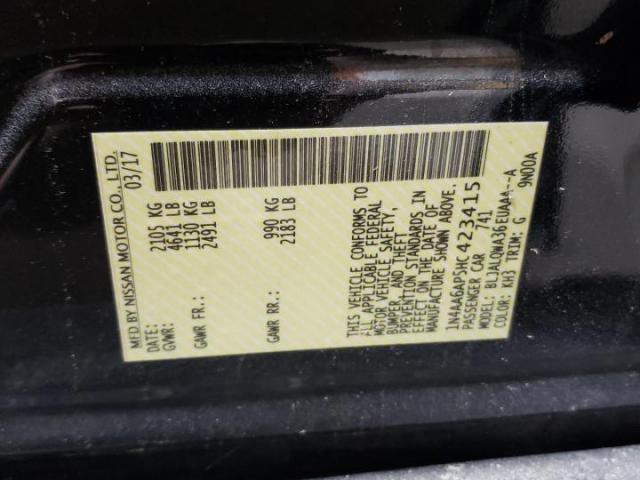 MFD BY NISSAN MOTOR CO., LTD.
DATE: 03/17
GVWR: 2105 KG
4641 LB
GAWR FR.: 1130 KG
2491 LB
GAWR RR.: 990 KG
2183 LB
THIS VEHICLE CONFORMS TO
ALL APPLICABLE FEDERAL
MOTOR VEHICLE SAFETY,
BUMPER, AND THEFT
PREVENTION STANDARDS IN
EFFECT ON THE DATE OF
MANUFACTURE SHOWN ABOVE.
1N4AA6AP5HC423415
PASSENGER CAR 741
MODEL: BLJALQWA36EUAAA--A
COLOR: KH3 TRIM: G 9N00A